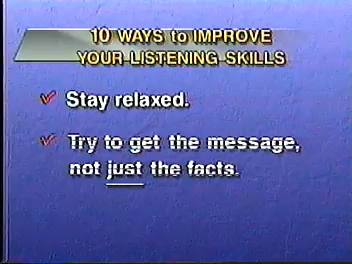 10 WAYS to IMPROVE
YOUR LISTENING SKILLS
Stay relaxed.
Try to get the message,
not just the facts.